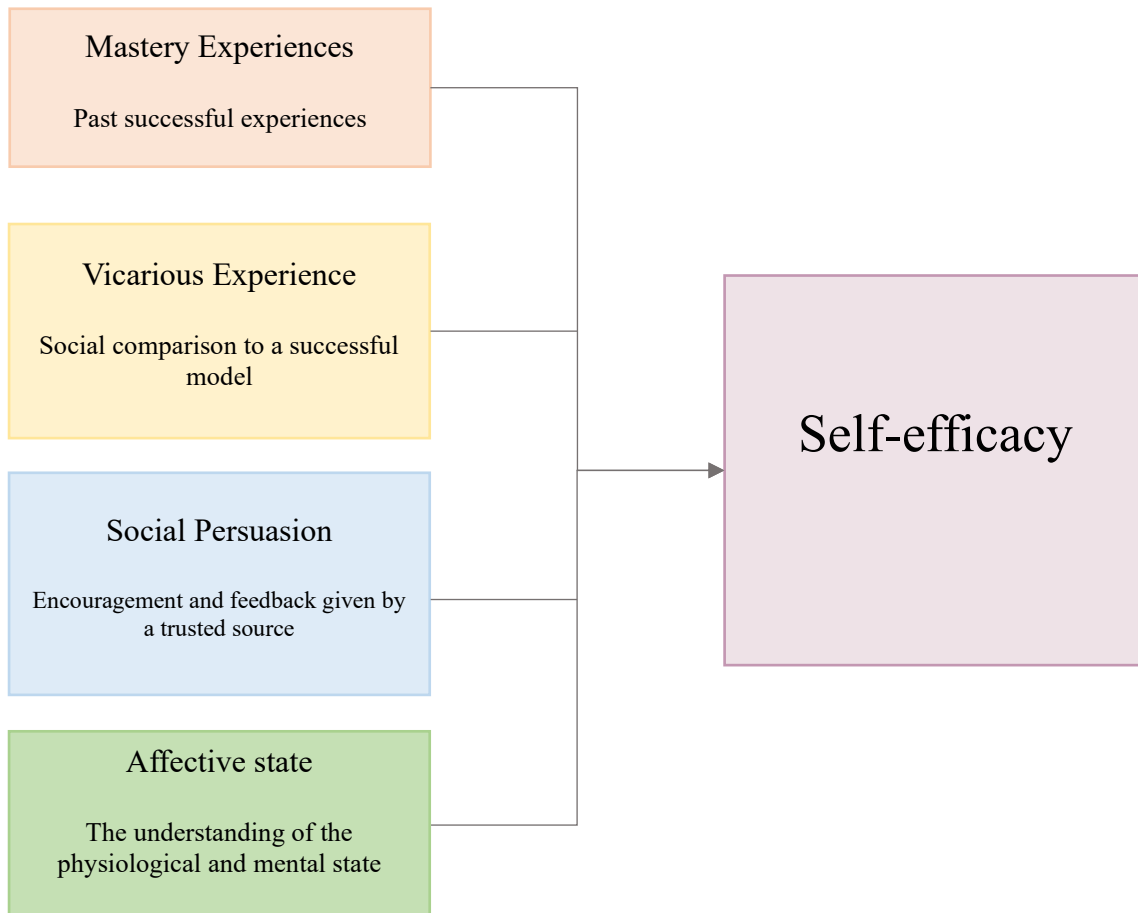 Mastery Experiences
Past successful experiences
Vicarious Experience
Social comparison to a successful
model
Social Persuasion
Encouragement and feedback given by
a trusted source
Affective state
The understanding of the
physiological and mental state
Self-efficacy